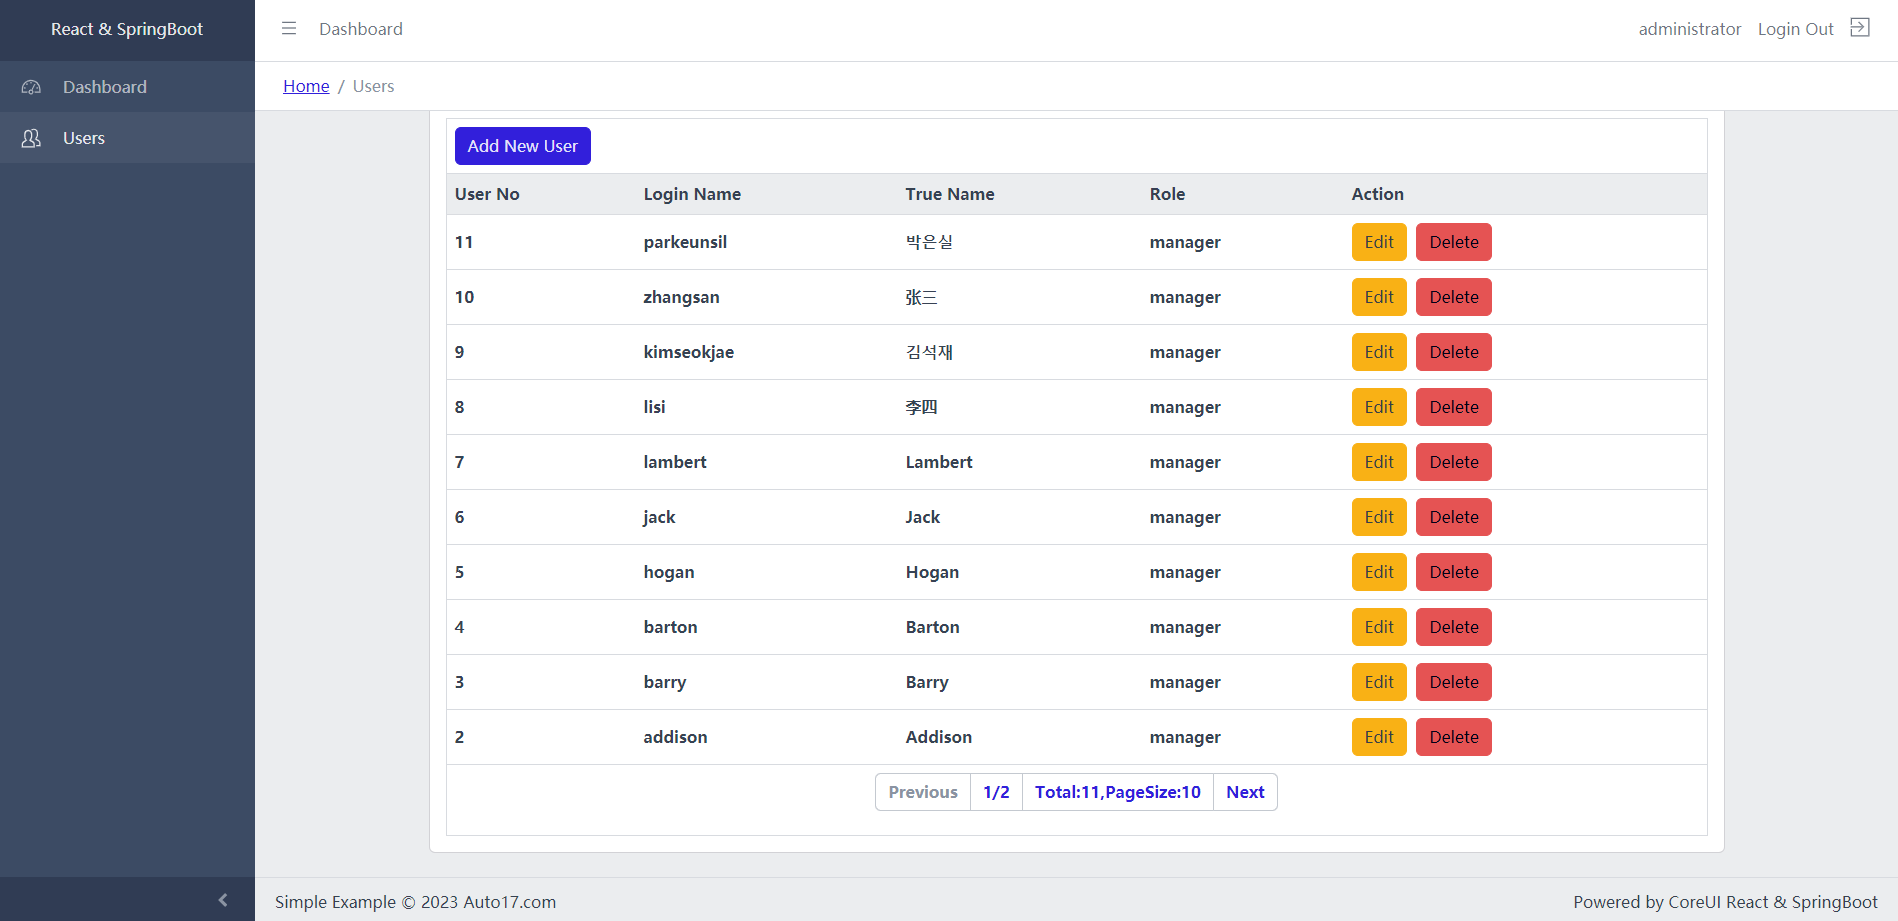 React & SpringBoot
Dashboard
Users
Dashboard
administrator Login Out
Home / Users
Add New User
User No Login Name True Name Role Action
11 parkeunsil 박은실 manager Edit Delete
10 zhangsan 张三 manager Edit Delete
9 kimseokjae 김석재 manager Edit Delete
8 lisi 李四 manager Edit Delete
7 lambert Lambert manager Edit Delete
6 jack Jack manager Edit Delete
5 hogan Hogan manager Edit Delete
4 barton Barton manager Edit Delete
3 barry Barry manager Edit Delete
2 addison Addison manager Edit Delete
Previous 1/2 Total:11,PageSize:10 Next
Simple Example © 2023 Auto17.com
Powered by CoreUI React & SpringBoot